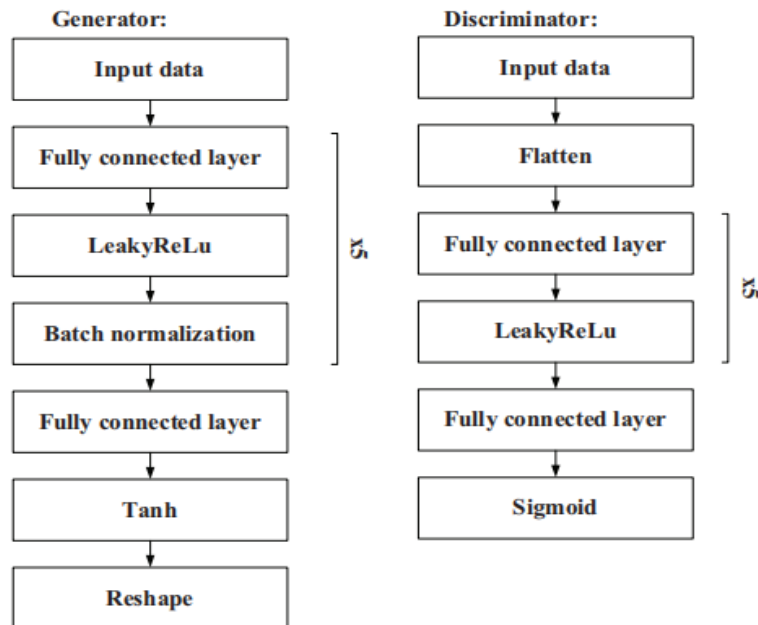 Generator:
Input data
Fully connected layer
LeakyReLu
Batch normalization
x5
Fully connected layer
Tanh
Reshape
Discriminator:
Input data
Flatten
Fully connected layer
LeakyReLu
x5
Fully connected layer
Sigmoid